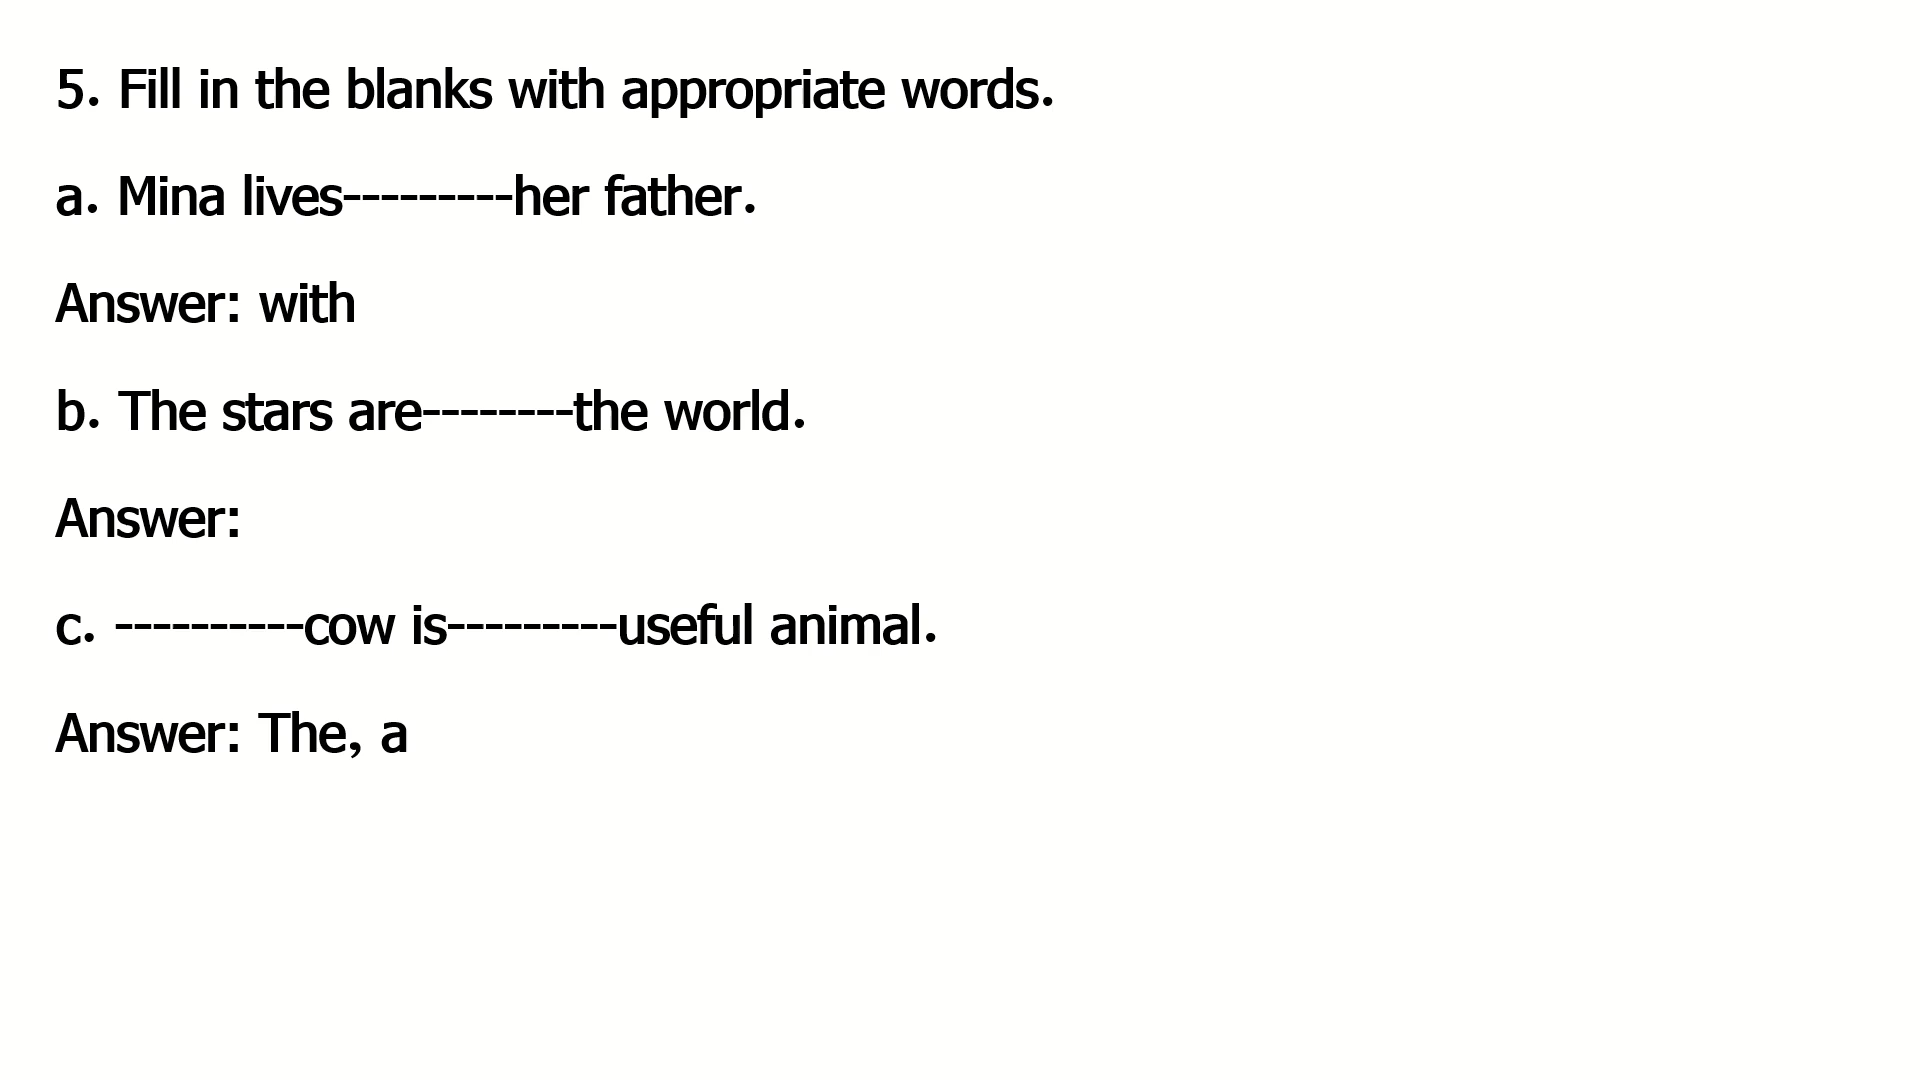 5. Fill in the blanks with appropriate words.
a. Mina lives---------her father.
Answer: with
b. The stars are--------the world.
Answer:
c. ----------cow is---------useful animal.
Answer: The, a